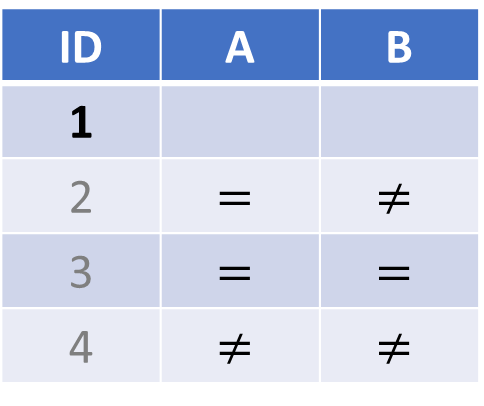 ID A B
1
2 = ≠
3 = =
4 ≠ ≠